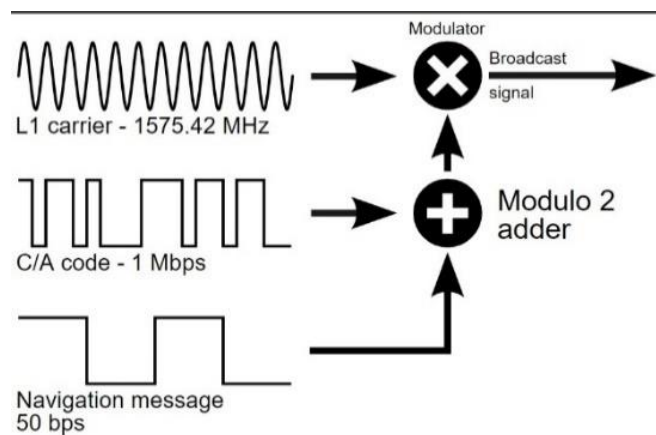 Modulator
Broadcast
signal
L1 carrier - 1575.42 MHz
Modulo 2
adder
C/A code - 1 Mbps
Navigation message
50 bps